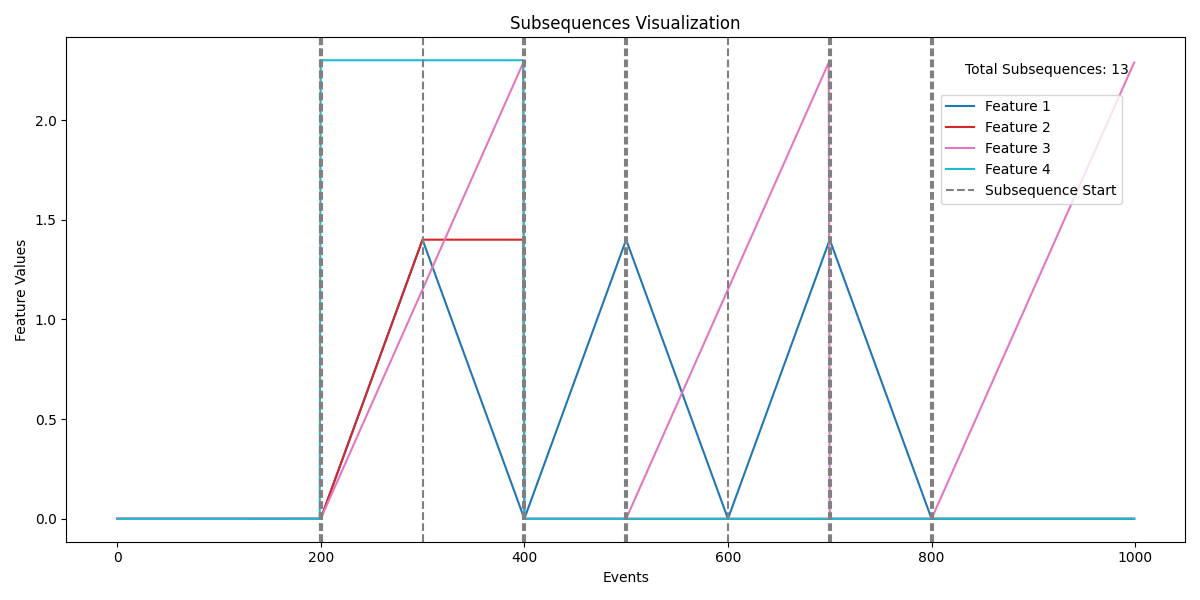 Subsequences Visualization
Total Subsequences: 13
Feature 1
Feature 2
Feature 3
Feature 4
Subsequence Start
Feature Values
2.0
1.5
1.0
0.5
0.0
0 200 400 600 800 1000
Events